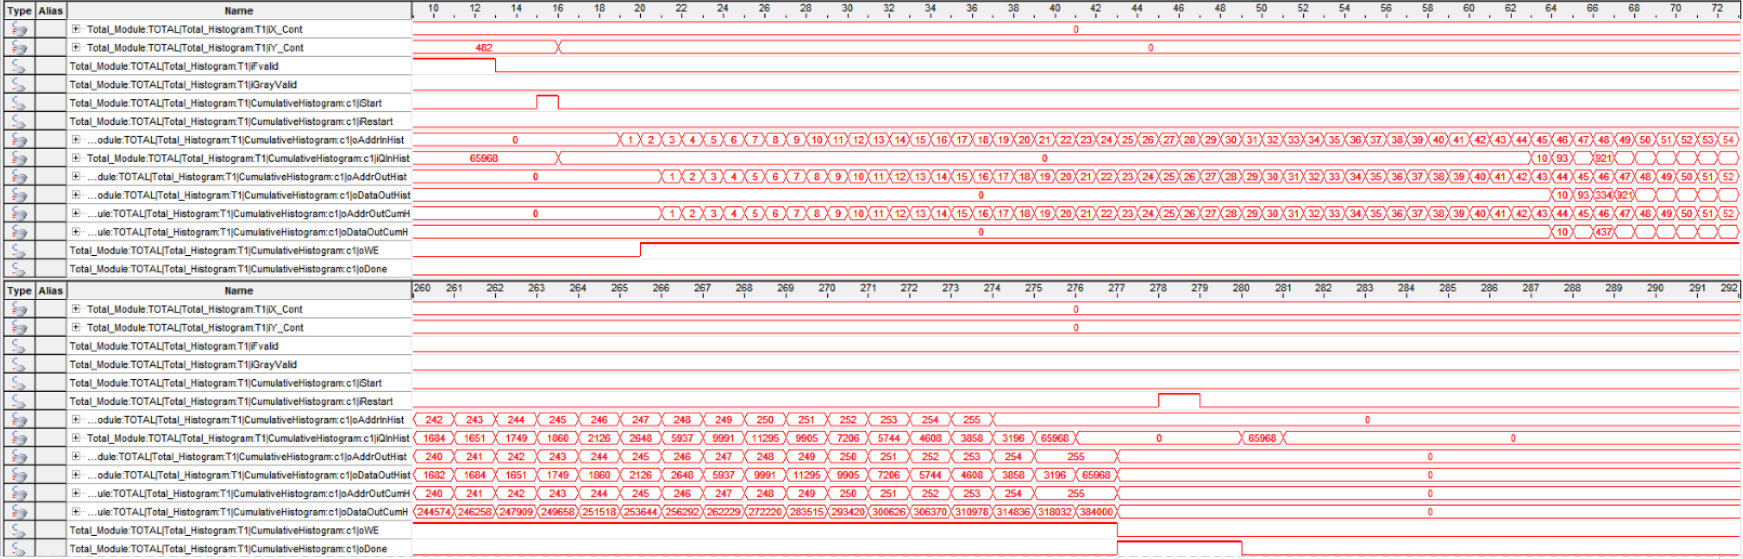 Type Alias Name 10 12 14 16 18 20 22 24 26 28 30 32 34 36 38 40 42 44 46 48 50 52 54 56 58 60 62 64 66 68 70 72
Total_Module:TOTAL|Total_Histogram:T1|iX_Cont 0
Total_Module:TOTAL|Total_Histogram:T1|iY_Cont 482 0
Total_Module:TOTAL|Total_Histogram:T1|iFvalid
Total_Module:TOTAL|Total_Histogram:T1|iGrayValid
Total_Module:TOTAL|Total_Histogram:T1|CumulativeHistogram:c1|iStart
Total_Module:TOTAL|Total_Histogram:T1|CumulativeHistogram:c1|iRestart
...odule:TOTAL|Total_Histogram:T1|CumulativeHistogram:c1|oAddrInHist 0 1 2 3 4 5 6 7 8 9 10 11 12 13 14 15 16 17 18 19 20 21 22 23 24 25 26 27 28 29 30 31 32 33 34 35 36 37 38 39 40 41 42 43 44 45 46 47 48 49 50 51 52 53 54
Total_Module:TOTAL|Total_Histogram:T1|CumulativeHistogram:c1|iQInHist 65968 0 10 93 921
...dule:TOTAL|Total_Histogram:T1|CumulativeHistogram:c1|oAddrOutHist 0 1 2 3 4 5 6 7 8 9 10 11 12 13 14 15 16 17 18 19 20 21 22 23 24 25 26 27 28 29 30 31 32 33 34 35 36 37 38 39 40 41 42 43 44 45 46 47 48 49 50 51 52
...odule:TOTAL|Total_Histogram:T1|CumulativeHistogram:c1|oDataOutHist 0 10 93 334 921
...ule:TOTAL|Total_Histogram:T1|CumulativeHistogram:c1|oAddrOutCumH 0 1 2 3 4 5 6 7 8 9 10 11 12 13 14 15 16 17 18 19 20 21 22 23 24 25 26 27 28 29 30 31 32 33 34 35 36 37 38 39 40 41 42 43 44 45 46 47 48 49 50 51 52
...ule:TOTAL|Total_Histogram:T1|CumulativeHistogram:c1|oDataOutCumH 0 10 437
Total_Module:TOTAL|Total_Histogram:T1|CumulativeHistogram:c1|oWE
Total_Module:TOTAL|Total_Histogram:T1|CumulativeHistogram:c1|oDone
Type Alias Name 260 261 262 263 264 265 266 267 268 269 270 271 272 273 274 275 276 277 278 279 280 281 282 283 284 285 286 287 288 289 290 291 292
Total_Module:TOTAL|Total_Histogram:T1|iX_Cont 0
Total_Module:TOTAL|Total_Histogram:T1|iY_Cont 0
Total_Module:TOTAL|Total_Histogram:T1|iFvalid
Total_Module:TOTAL|Total_Histogram:T1|iGrayValid
Total_Module:TOTAL|Total_Histogram:T1|CumulativeHistogram:c1|iStart
Total_Module:TOTAL|Total_Histogram:T1|CumulativeHistogram:c1|iRestart
...odule:TOTAL|Total_Histogram:T1|CumulativeHistogram:c1|oAddrInHist 242 243 244 245 246 247 248 249 250 251 252 253 254 255 0
Total_Module:TOTAL|Total_Histogram:T1|CumulativeHistogram:c1|iQInHist 1684 1651 1749 1860 2126 2648 5937 9991 11295 9905 7206 5744 4608 3858 3196 65968 0 65968 0
...dule:TOTAL|Total_Histogram:T1|CumulativeHistogram:c1|oAddrOutHist 240 241 242 243 244 245 246 247 248 249 250 251 252 253 254 255 0
...odule:TOTAL|Total_Histogram:T1|CumulativeHistogram:c1|oDataOutHist 1682 1684 1651 1749 1860 2126 2648 5937 9991 11295 9905 7206 5744 4608 3858 3196 65968 0
...ule:TOTAL|Total_Histogram:T1|CumulativeHistogram:c1|oAddrOutCumH 240 241 242 243 244 245 246 247 248 249 250 251 252 253 254 255 0
...ule:TOTAL|Total_Histogram:T1|CumulativeHistogram:c1|oDataOutCumH 244574 246258 247909 249658 251518 253644 256292 262229 272220 283515 293420 300626 306370 310978 314836 318032 384000 0
Total_Module:TOTAL|Total_Histogram:T1|CumulativeHistogram:c1|oWE
Total_Module:TOTAL|Total_Histogram:T1|CumulativeHistogram:c1|oDone